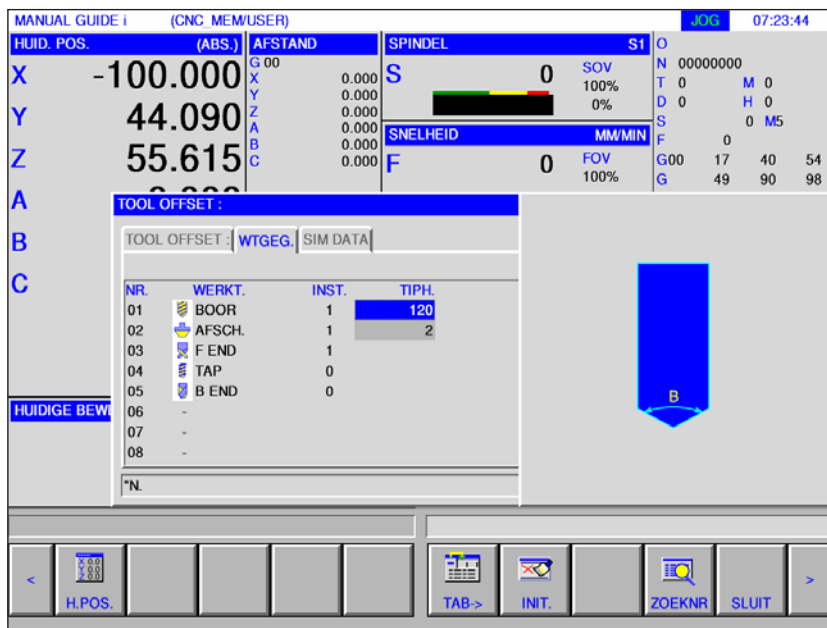 MANUAL GUIDE i (CNC_MEM/USER) JOG 07:23:44
HUID. POS. (ABS.)
X -100.000
Y 44.090
Z 55.615
A
B
C
AFSTAND
G 00
X 0.000
Y 0.000
Z 0.000
A 0.000
B 0.000
C 0.000
SPINDEL S1
S 0 SOV
100%
0%
SNELHEID MM/MIN
F 0 FOV
100%
O
N 00000000
T 0 M 0
D 0 H 0
S 0 M5
F 0
G00 17 40 54
G 49 90 98
TOOL OFFSET :
TOOL OFFSET : WTGEG. SIM DATA
NR. WERKT. INST. TIPH.
01 BOOR 1 120
02 AFSCH. 1 2
03 F END 1
04 TAP 0
05 B END 0
06 -
07 -
08 -
"N.
B
HUIDIGE BEWE
< H.POS. TAB-> INIT. ZOEKNR SLUIT >